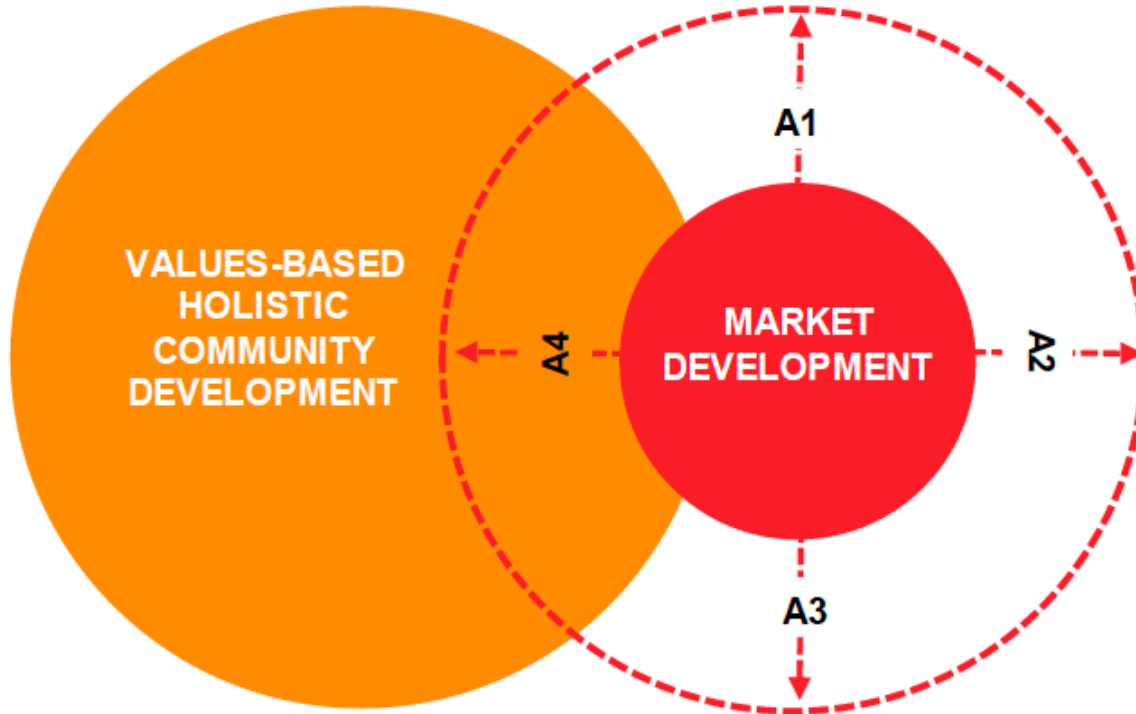 A1
VALUES-BASED
HOLISTIC
COMMUNITY
DEVELOPMENT
A4
MARKET
DEVELOPMENT
A2
A3